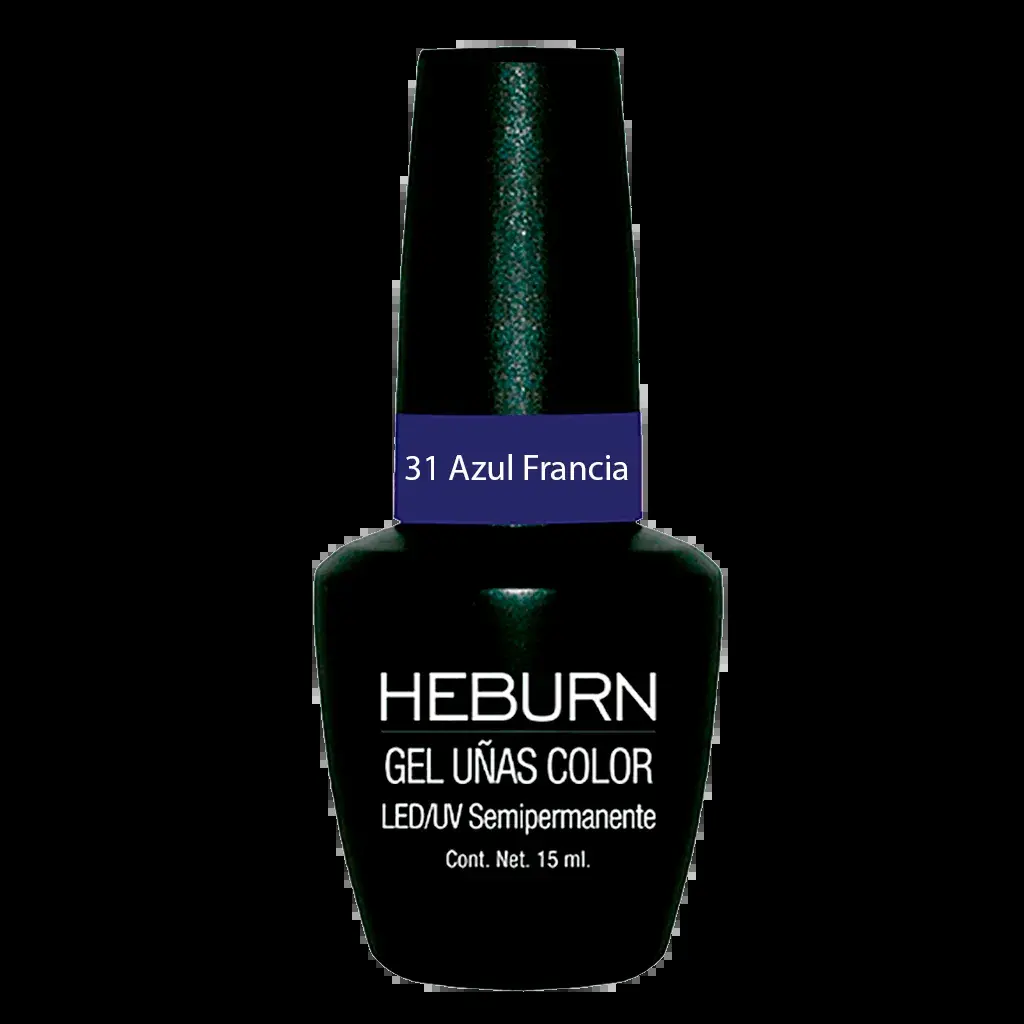 31 Azul Francia
HEBURN
GEL UÑAS COLOR
LED/UV Semipermanente
Cont. Net. 15 ml.